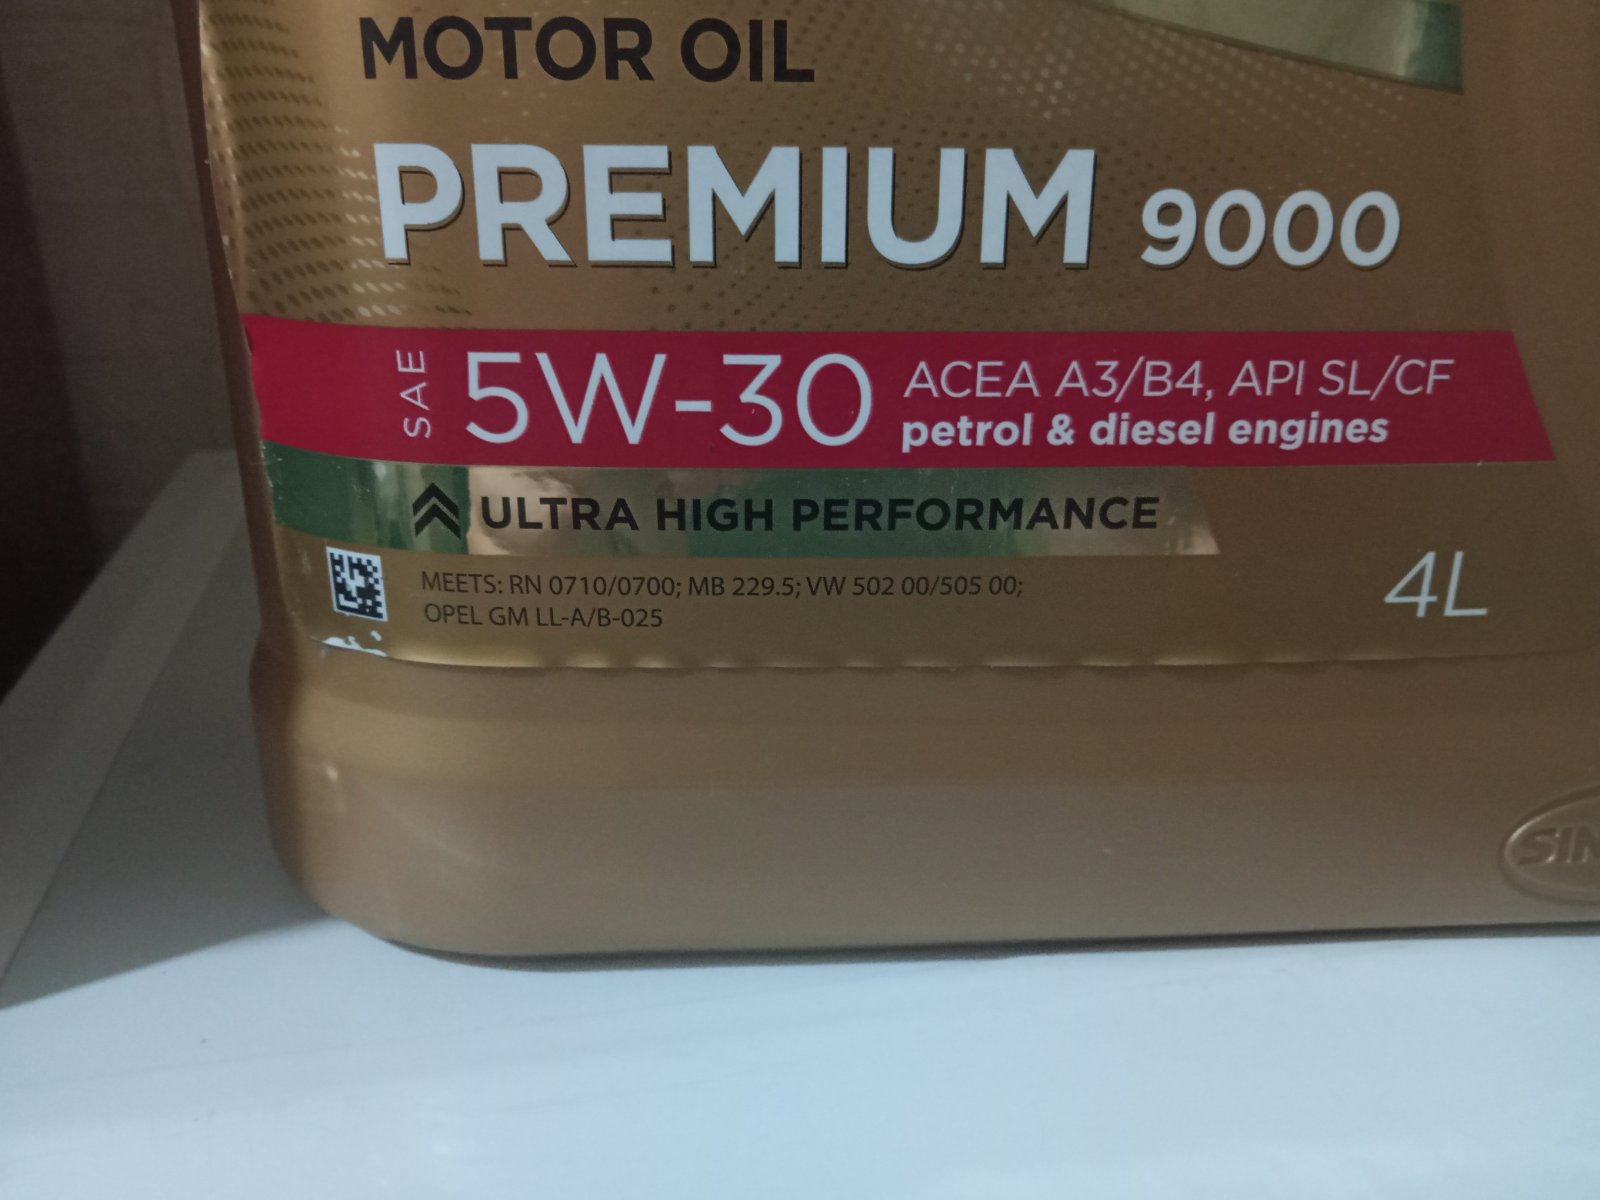 MOTOR OIL
PREMIUM 9000
SAE 5W-30
ACEA A3/B4, API SL/CF
petrol & diesel engines
ULTRA HIGH PERFORMANCE
MEETS: RN 0710/0700; MB 229.5; VW 502 00/505 00;
OPEL GM LL-A/B-025
4L